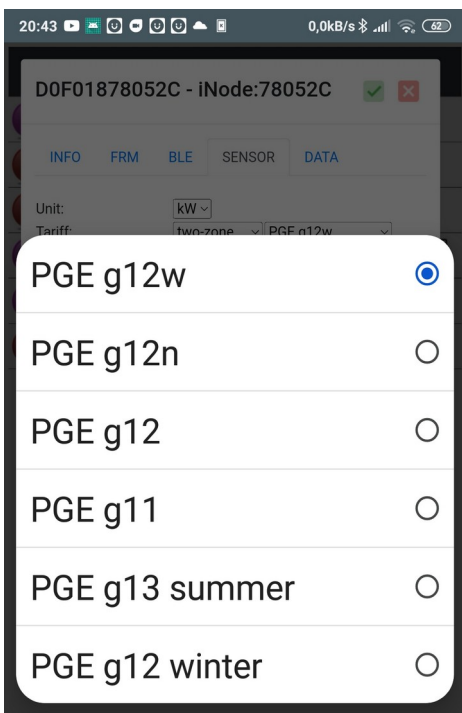 20:43 0,0kB/s 62
D0F01878052C - iNode:78052C
INFO FRM BLE SENSOR DATA
Unit: kW
Tariff: two-zone PGE g12w
PGE g12w
PGE g12n
PGE g12
PGE g11
PGE g13 summer
PGE g12 winter